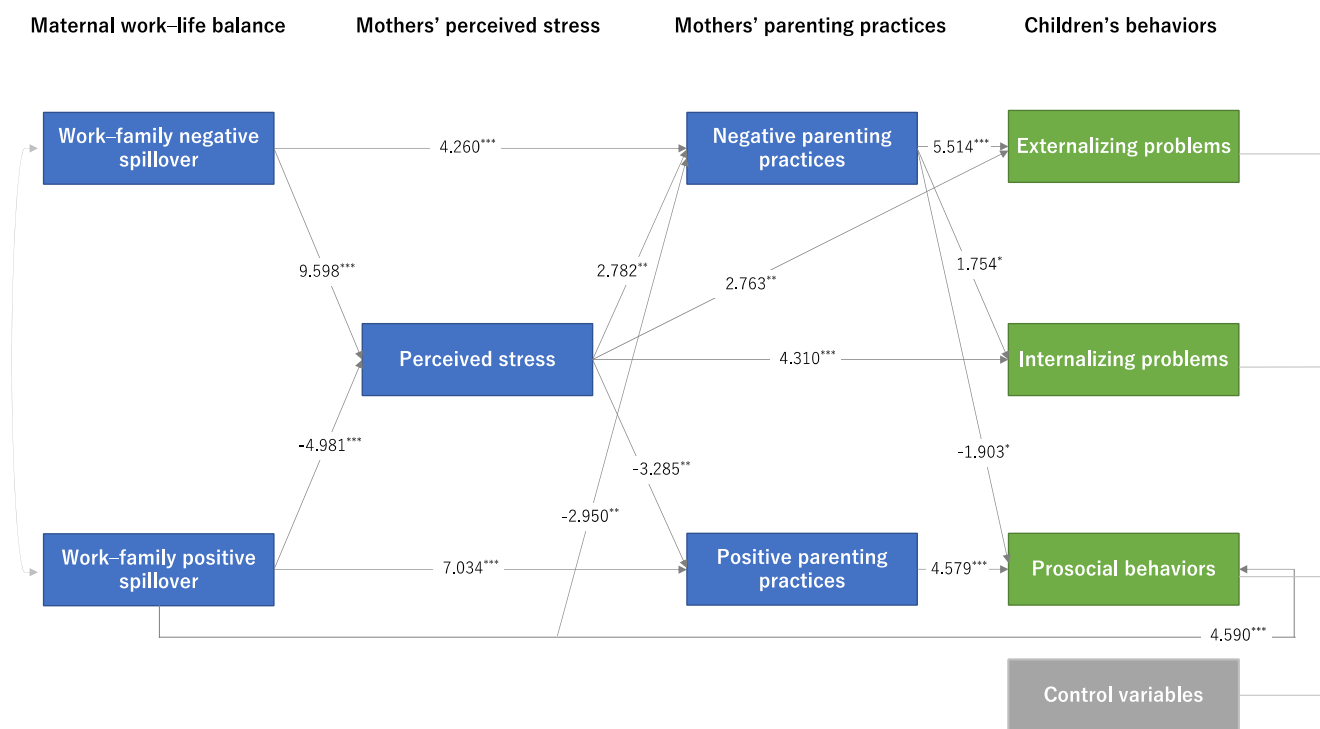 Maternal work–life balance
Mothers’ perceived stress
Mothers’ parenting practices
Children’s behaviors
Work–family negative
spillover
4.260***
Negative parenting
practices
5.514***
Externalizing problems
9.598***
2.782**
2.763**
1.754*
Perceived stress
4.310***
Internalizing problems
-4.981***
-3.285**
-1.903*
-2.950**
Work–family positive
spillover
7.034***
Positive parenting
practices
4.579***
Prosocial behaviors
4.590***
Control variables